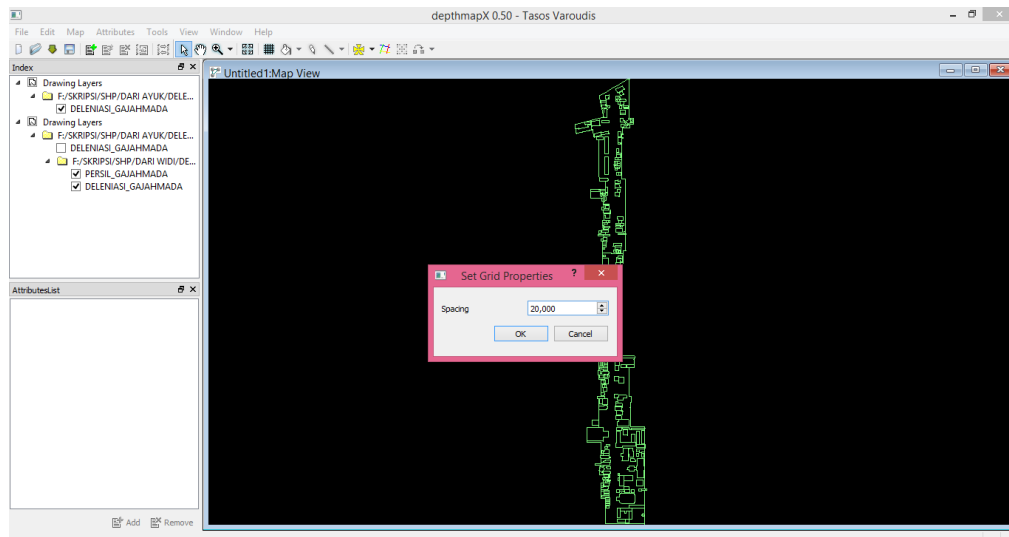 depthmapX 0.50 - Tasos Varoudis
File Edit Map Attributes Tools View Window Help
Index
Untitled1:Map View
Drawing Layers
F:/SKRIPSI/SHP/DARI AYUK/DELE...
DELENIASI_GAJAHMADA
Drawing Layers
F:/SKRIPSI/SHP/DARI AYUK/DELE...
DELENIASI_GAJAHMADA
F:/SKRIPSI/SHP/DARI WIDI/DE...
PERSIL_GAJAHMADA
DELENIASI_GAJAHMADA
Set Grid Properties ?
AttributesList
Spacing 20,000
OK Cancel
Add Remove